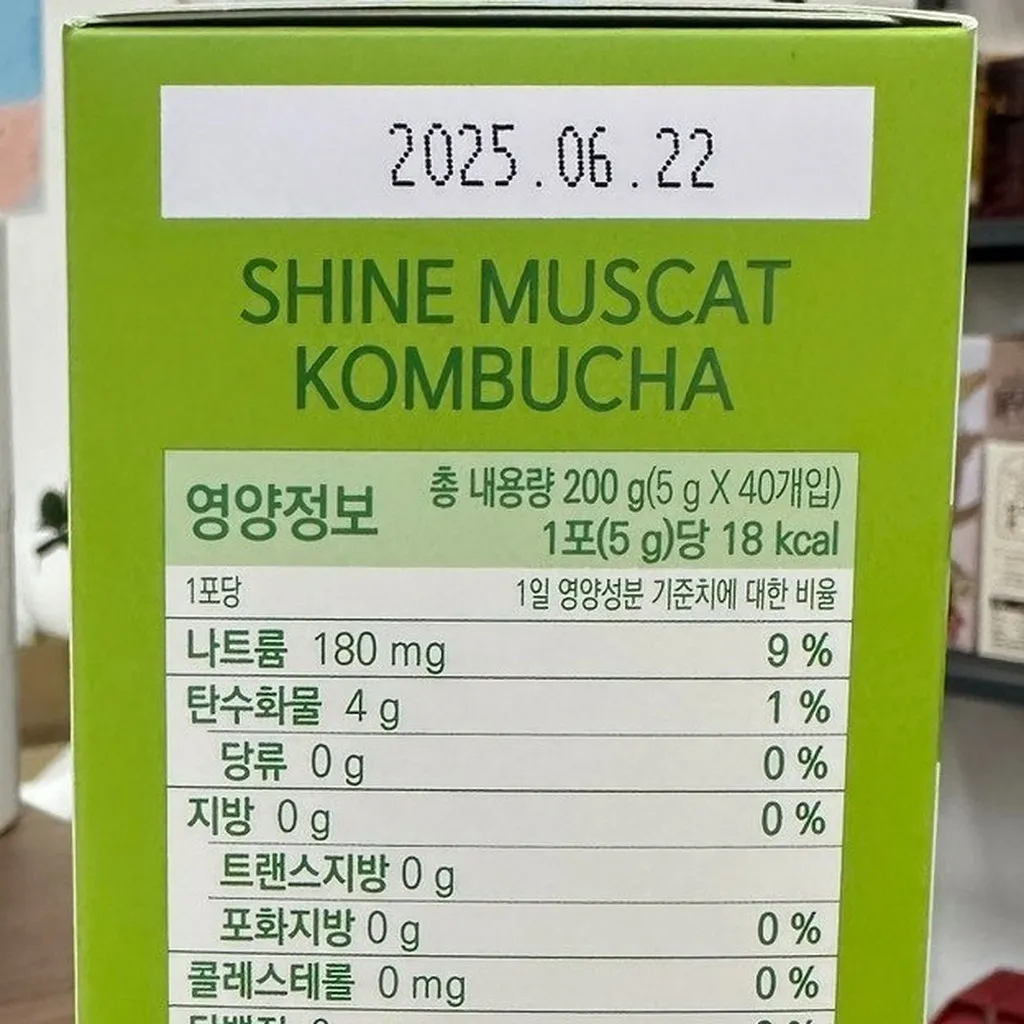 2025.06.22
SHINE MUSCAT
KOMBUCHA
영양정보
총 내용량 200 g(5 g X 40개입)
1포(5 g)당 18 kcal
1포당 1일 영양성분 기준치에 대한 비율
나트륨 180 mg 9 %
탄수화물 4 g 1 %
당류 0 g 0 %
지방 0 g 0 %
트랜스지방 0 g
포화지방 0 g 0 %
콜레스테롤 0 mg 0 %